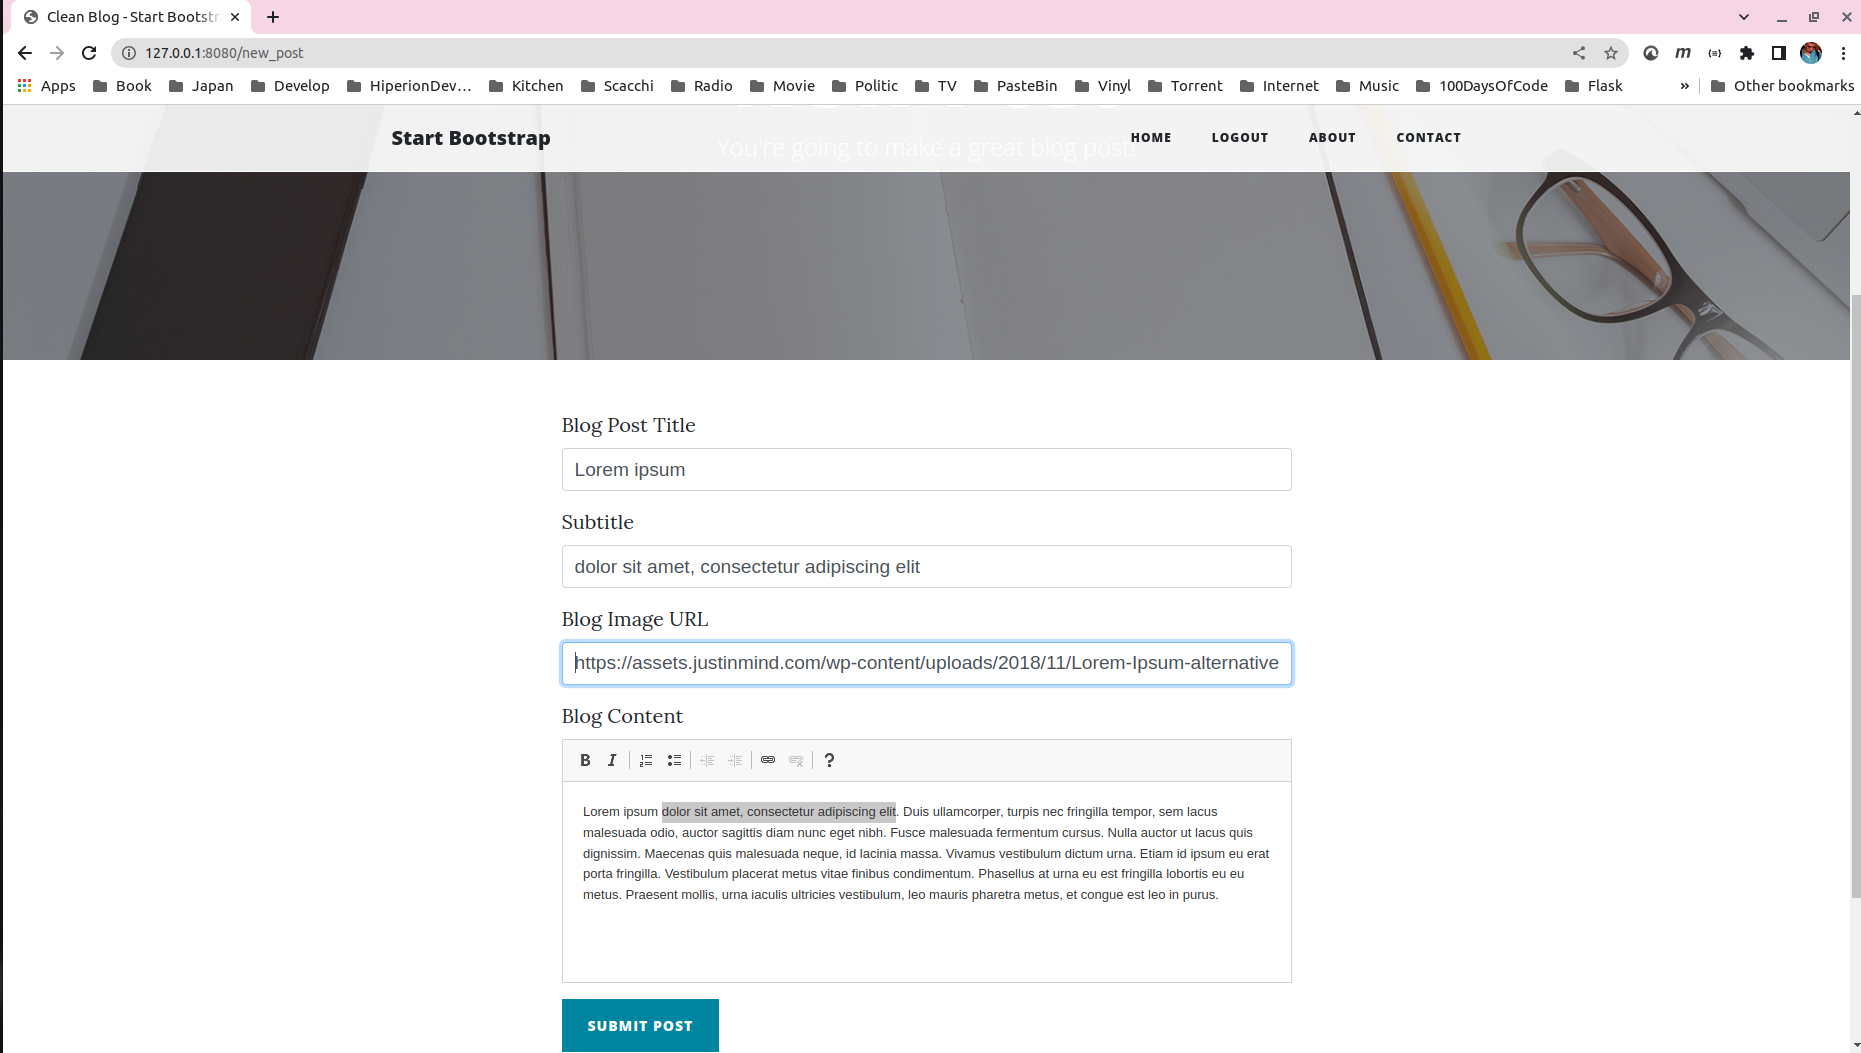 Clean Blog - Start Bootstr
127.0.0.1:8080/new_post
Apps Book Japan Develop HiperionDev… Kitchen Scacchi Radio Movie Politic TV PasteBin Vinyl Torrent Internet Music 100DaysOfCode Flask » Other bookmarks
Start Bootstrap HOME LOGOUT ABOUT CONTACT
You're going to make a great blog post!
Blog Post Title
Lorem ipsum
Subtitle
dolor sit amet, consectetur adipiscing elit
Blog Image URL
https://assets.justinmind.com/wp-content/uploads/2018/11/Lorem-Ipsum-alternative
Blog Content
B I ?
Lorem ipsum dolor sit amet, consectetur adipiscing elit. Duis ullamcorper, turpis nec fringilla tempor, sem lacus
malesuada odio, auctor sagittis diam nunc eget nibh. Fusce malesuada fermentum cursus. Nulla auctor ut lacus quis
dignissim. Maecenas quis malesuada neque, id lacinia massa. Vivamus vestibulum dictum urna. Etiam id ipsum eu erat
porta fringilla. Vestibulum placerat metus vitae finibus condimentum. Phasellus at urna eu est fringilla lobortis eu eu
metus. Praesent mollis, urna iaculis ultricies vestibulum, leo mauris pharetra metus, et congue est leo in purus.
SUBMIT POST